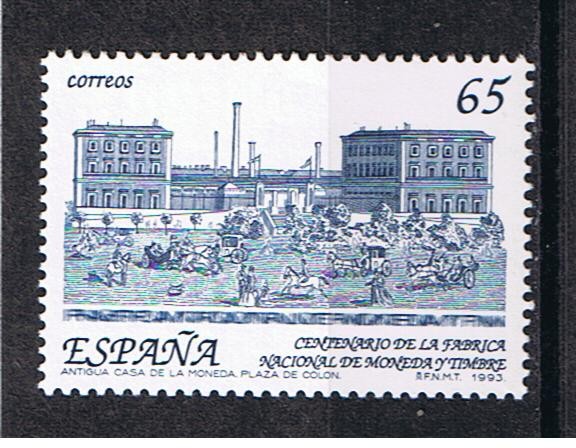 correos
65
ESPAÑA
CENTENARIO DE LA FABRICA
NACIONAL DE MONEDA Y TIMBRE
ANTIGUA CASA DE LA MONEDA. PLAZA DE COLON.
F.N.M.T. 1993.